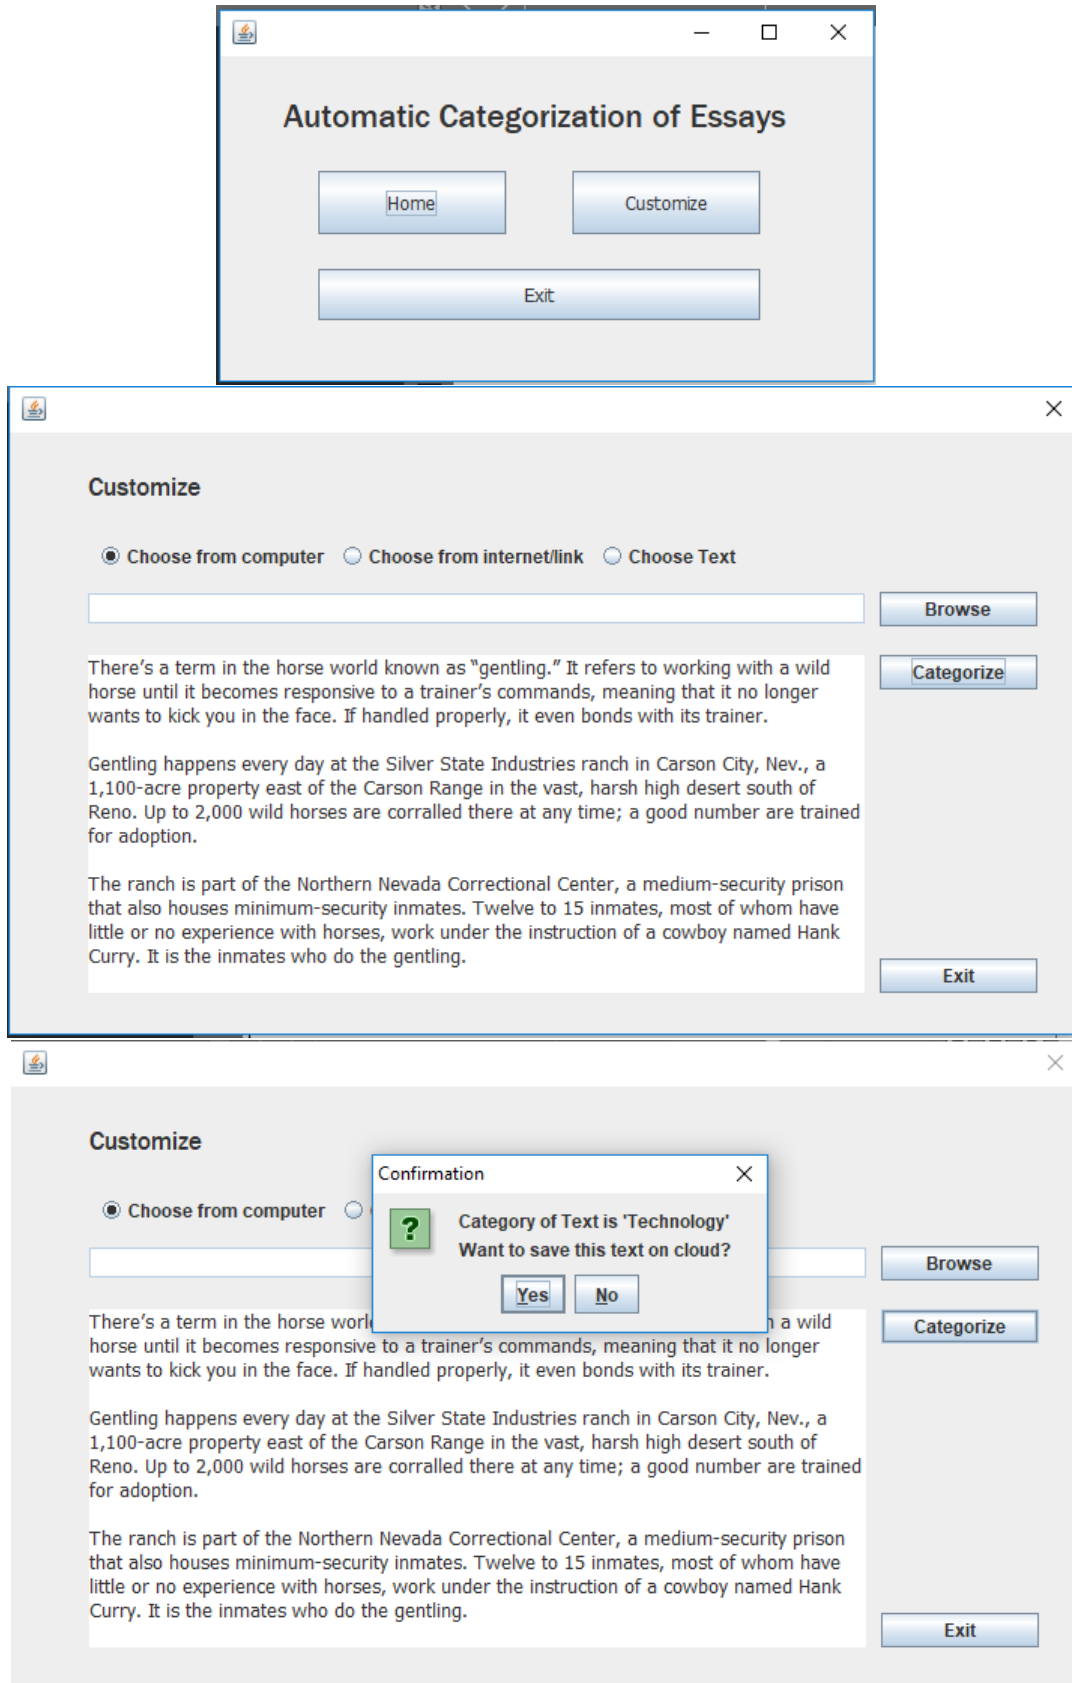 Automatic Categorization of Essays
Home
Customize
Exit
Customize
Choose from computer
Choose from internet/link
Choose Text
Browse
There’s a term in the horse world known as “gentling.” It refers to working with a wild
horse until it becomes responsive to a trainer’s commands, meaning that it no longer
wants to kick you in the face. If handled properly, it even bonds with its trainer.
Categorize
Gentling happens every day at the Silver State Industries ranch in Carson City, Nev., a
1,100-acre property east of the Carson Range in the vast, harsh high desert south of
Reno. Up to 2,000 wild horses are corralled there at any time; a good number are trained
for adoption.
The ranch is part of the Northern Nevada Correctional Center, a medium-security prison
that also houses minimum-security inmates. Twelve to 15 inmates, most of whom have
little or no experience with horses, work under the instruction of a cowboy named Hank
Curry. It is the inmates who do the gentling.
Exit
Customize
Confirmation
Choose from computer
Category of Text is 'Technology'
Want to save this text on cloud?
Yes
No
Browse
There’s a term in the horse worl
a wild
horse until it becomes responsive to a trainer’s commands, meaning that it no longer
wants to kick you in the face. If handled properly, it even bonds with its trainer.
Categorize
Gentling happens every day at the Silver State Industries ranch in Carson City, Nev., a
1,100-acre property east of the Carson Range in the vast, harsh high desert south of
Reno. Up to 2,000 wild horses are corralled there at any time; a good number are trained
for adoption.
The ranch is part of the Northern Nevada Correctional Center, a medium-security prison
that also houses minimum-security inmates. Twelve to 15 inmates, most of whom have
little or no experience with horses, work under the instruction of a cowboy named Hank
Curry. It is the inmates who do the gentling.
Exit